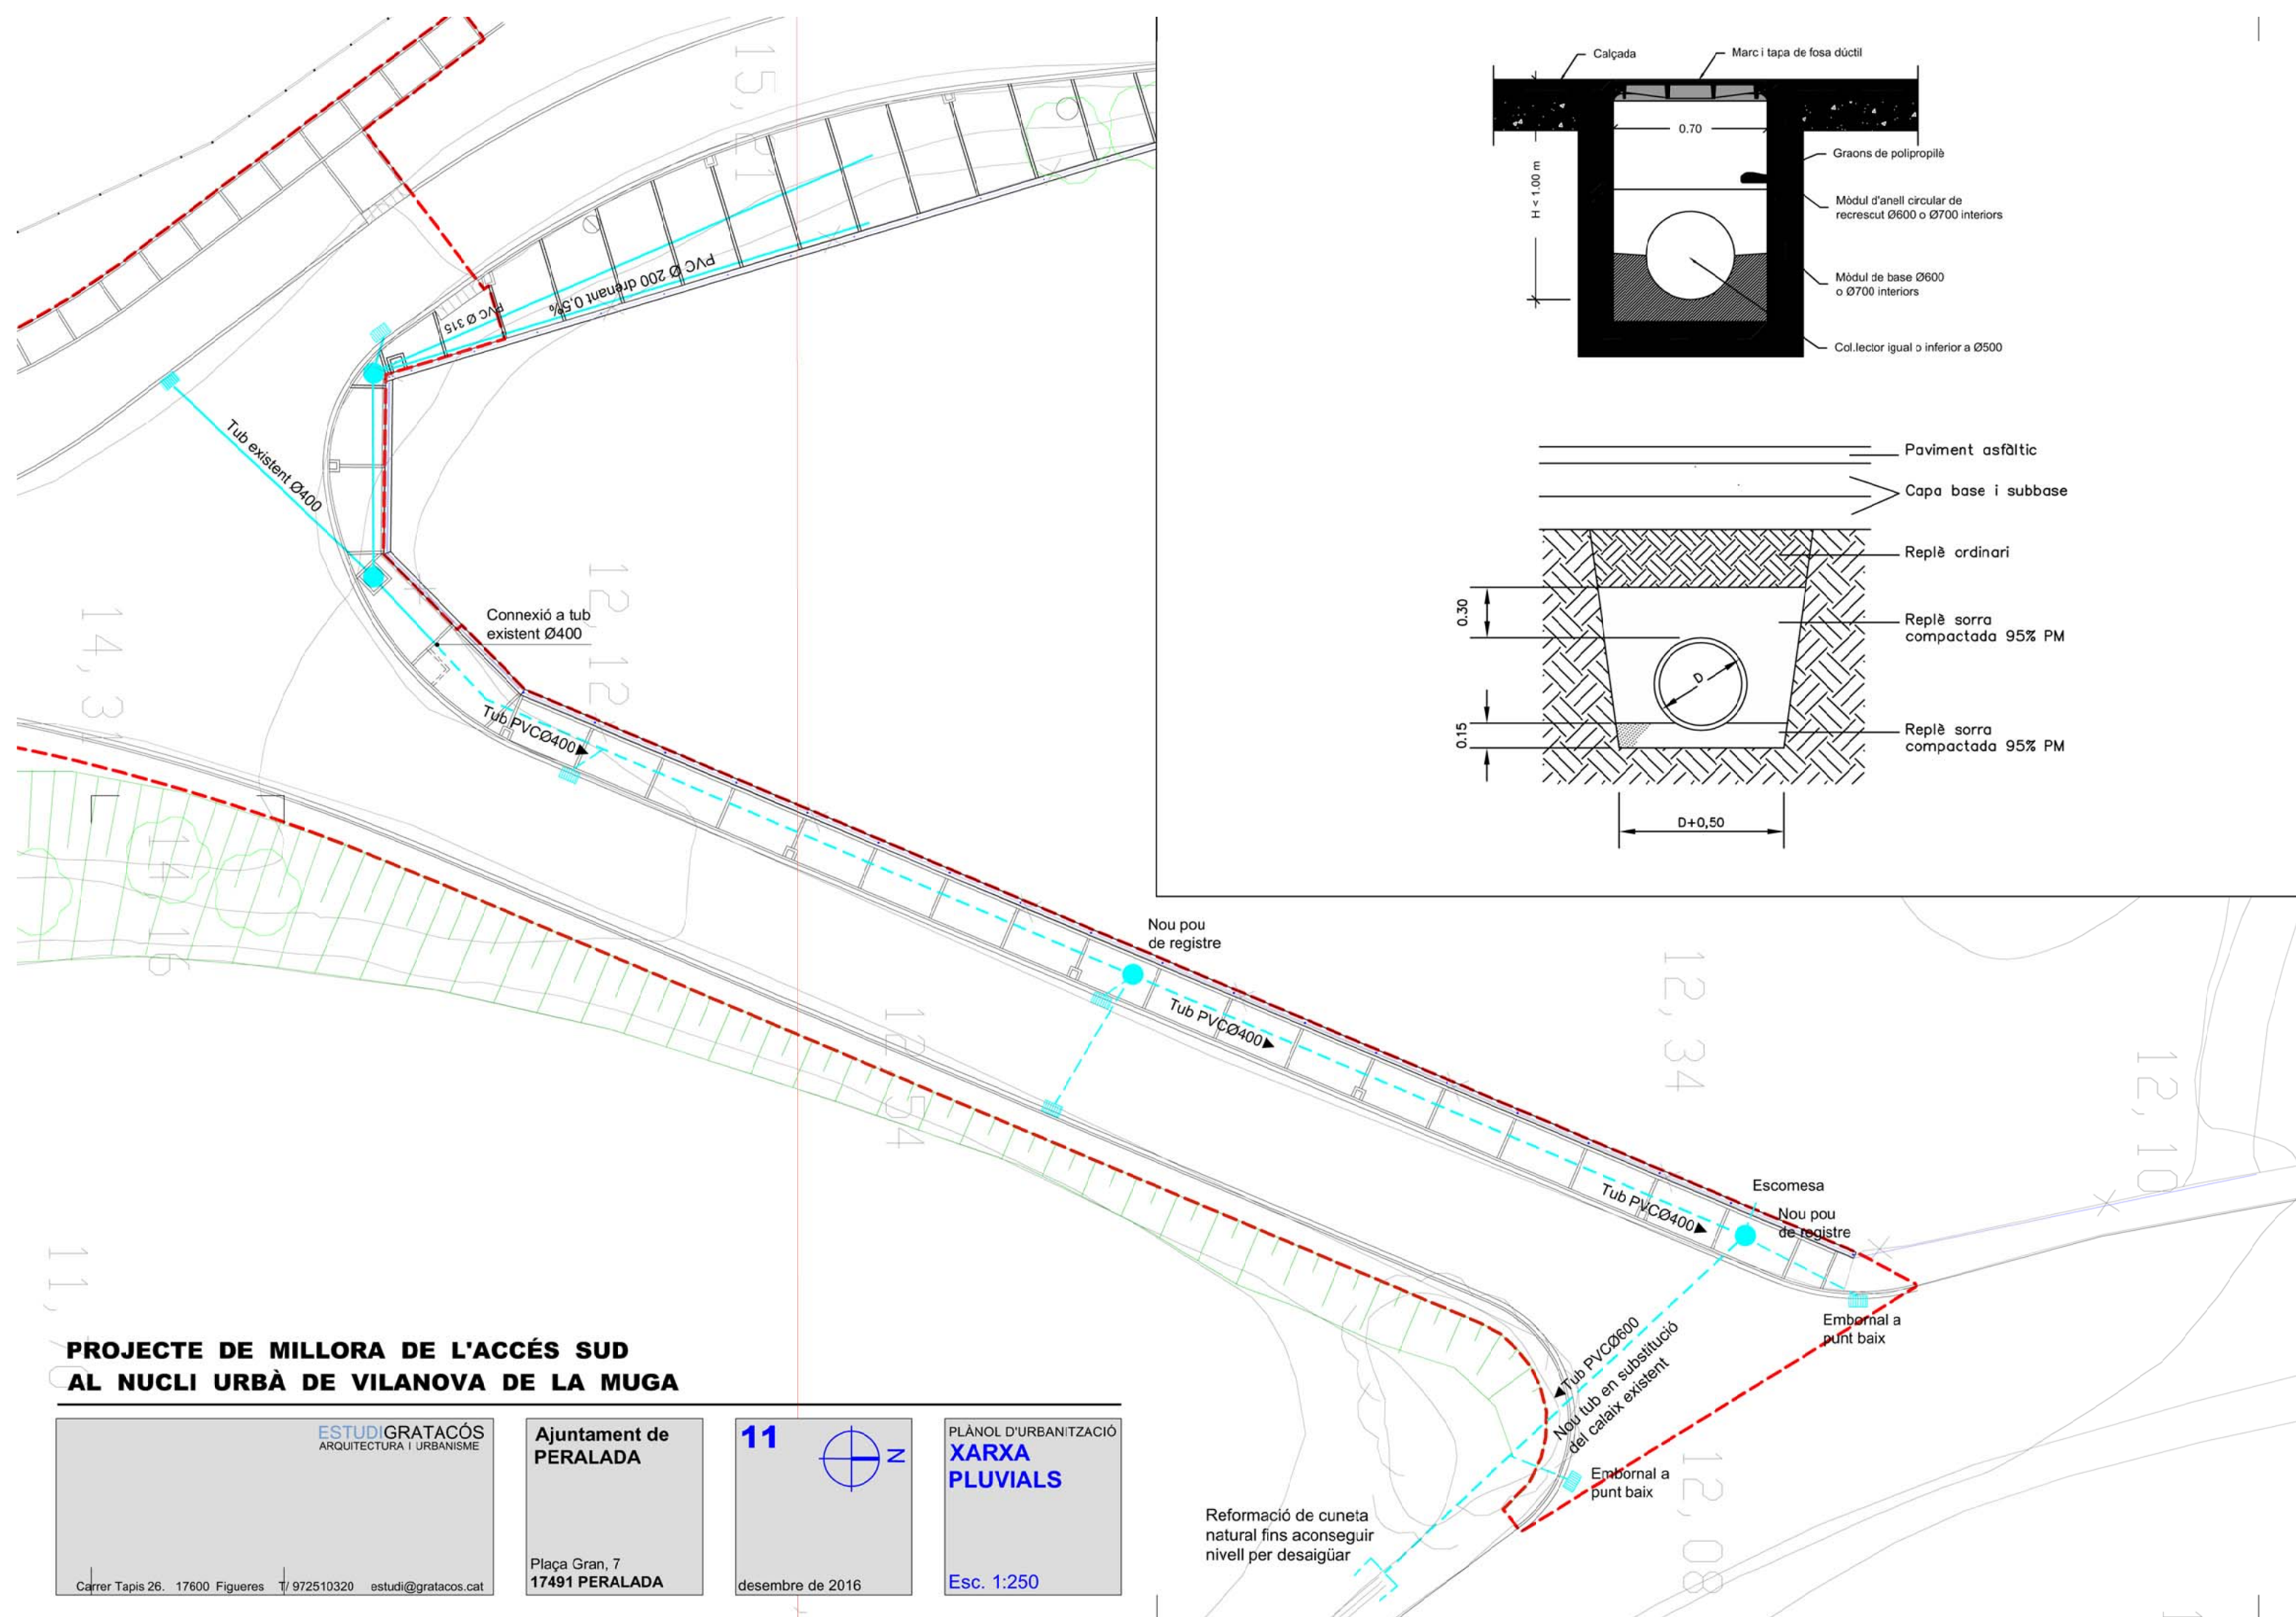 Calçada
Marc i tapa de fosa dúctil
0.70
H < 1.00 m
Graons de polipropilè
Mòdul d'anell circular de
recrescut Ø600 o Ø700 interiors
Mòdul de base Ø600
o Ø700 interiors
Col.lector igual o inferior a Ø500
Paviment asfàltic
Capa base i subbase
Replè ordinari
0.30
Replè sorra
compactada 95% PM
D
0.15
Replè sorra
compactada 95% PM
D+0,50
PVC Ø 200 drenant 0,5%
PVC Ø 315
Tub existent Ø400
Connexió a tub
existent Ø400
12,12
14,31
Tub PVCØ400
Nou pou
de registre
Tub PVCØ400
12,34
12,10
Tub PVCØ400
Escomesa
Nou pou
de registre
Embornal a
punt baix
Tub PVCØ600
Nou tub en substitució
del calaix existent
Embornal a
punt baix
12,08
Reformació de cuneta
natural fins aconseguir
nivell per desaigüar
PROJECTE DE MILLORA DE L'ACCÉS SUD
AL NUCLI URBÀ DE VILANOVA DE LA MUGA
ESTUDIGRATACÓS
ARQUITECTURA I URBANISME
Carrer Tapis 26. 17600 Figueres T/ 972510320 estudi@gratacos.cat
Ajuntament de
PERALADA
Plaça Gran, 7
17491 PERALADA
11
N
desembre de 2016
PLÀNOL D'URBANITZACIÓ
XARXA
PLUVIALS
Esc. 1:250